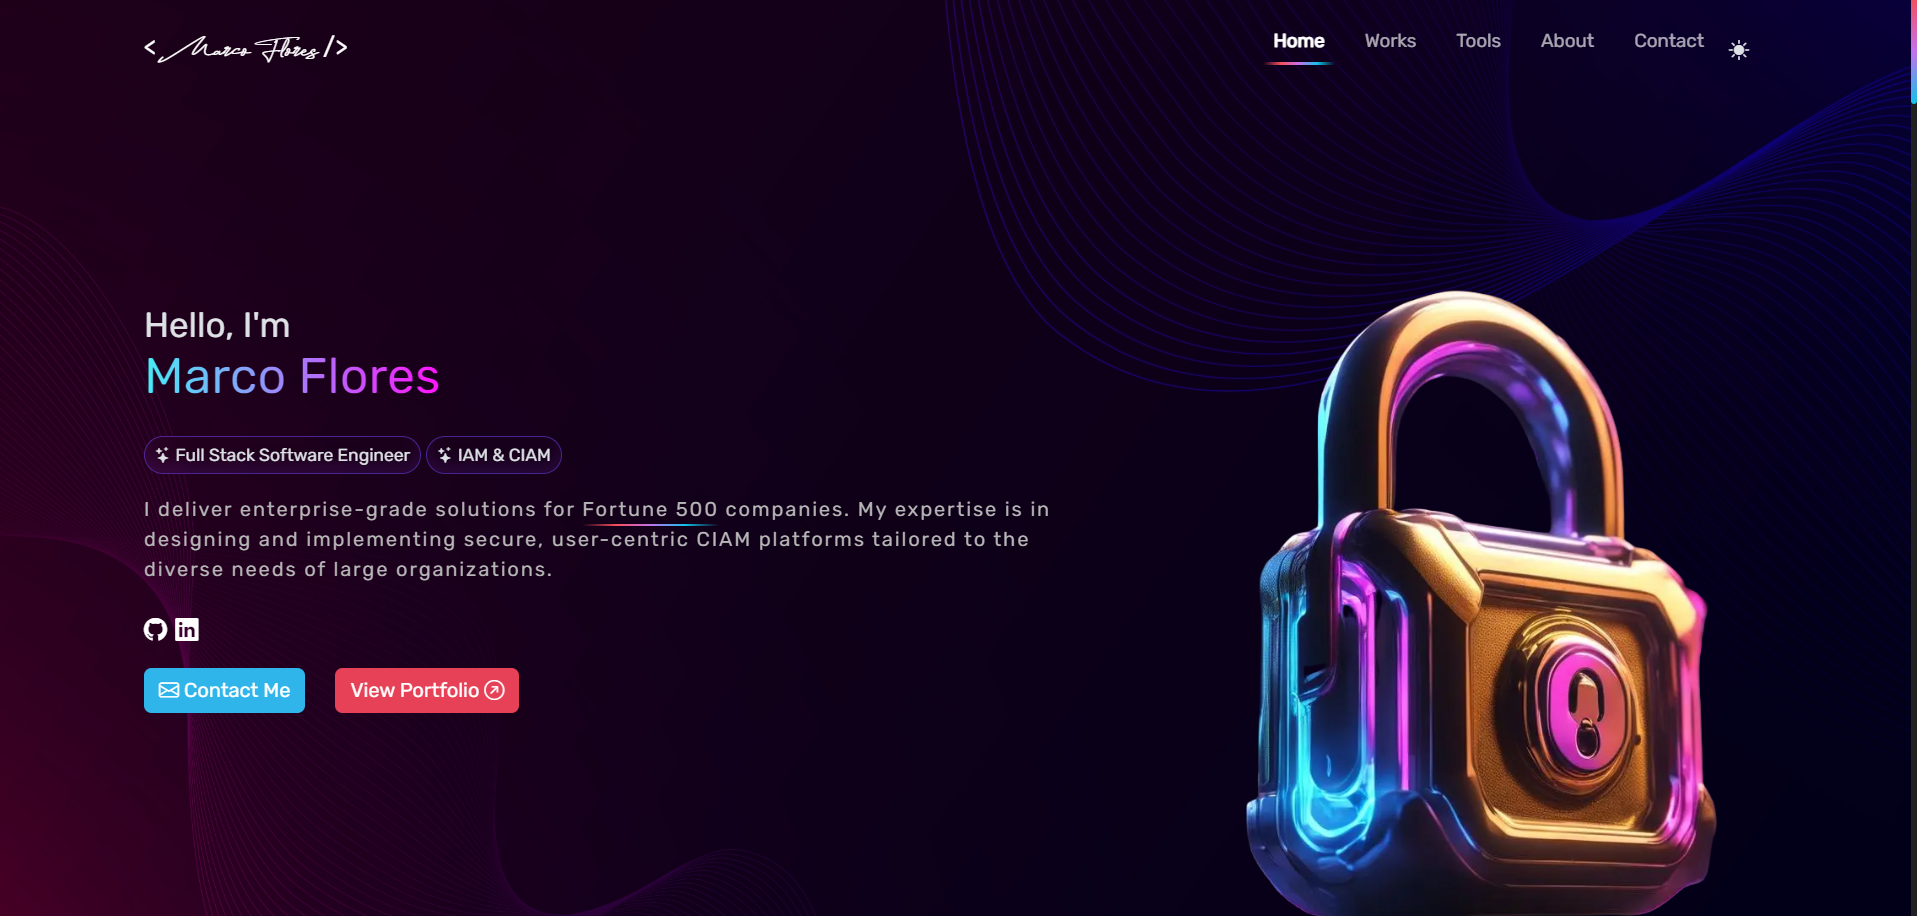 < Marco Flores />
Home Works Tools About Contact
Hello, I'm
Marco Flores
Full Stack Software Engineer IAM & CIAM
I deliver enterprise-grade solutions for Fortune 500 companies. My expertise is in
designing and implementing secure, user-centric CIAM platforms tailored to the
diverse needs of large organizations.
in
Contact Me View Portfolio